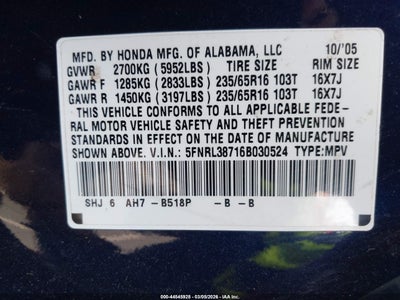 MFD. BY HONDA MFG. OF ALABAMA, LLC 10/'05
GVWR 2700KG (5952LBS) RIM SIZE
GAWR F 1285KG (2833LBS) 235/65R16 103T 16X7J
GAWR R 1450KG (3197LBS) 235/65R16 103T 16X7J
THIS VEHICLE CONFORMS TO ALL APPLICABLE FEDE-
RAL MOTOR VEHICLE SAFETY AND THEFT PREVENTION
STANDARDS IN EFFECT ON THE DATE OF MANUFACTURE
SHOWN ABOVE. V.I.N.: 5FNRL38716B030524 TYPE:MPV
SHJ 6 AH7 -B518P -B -B
000-44545928 - 03/09/2026 - IAA Inc.